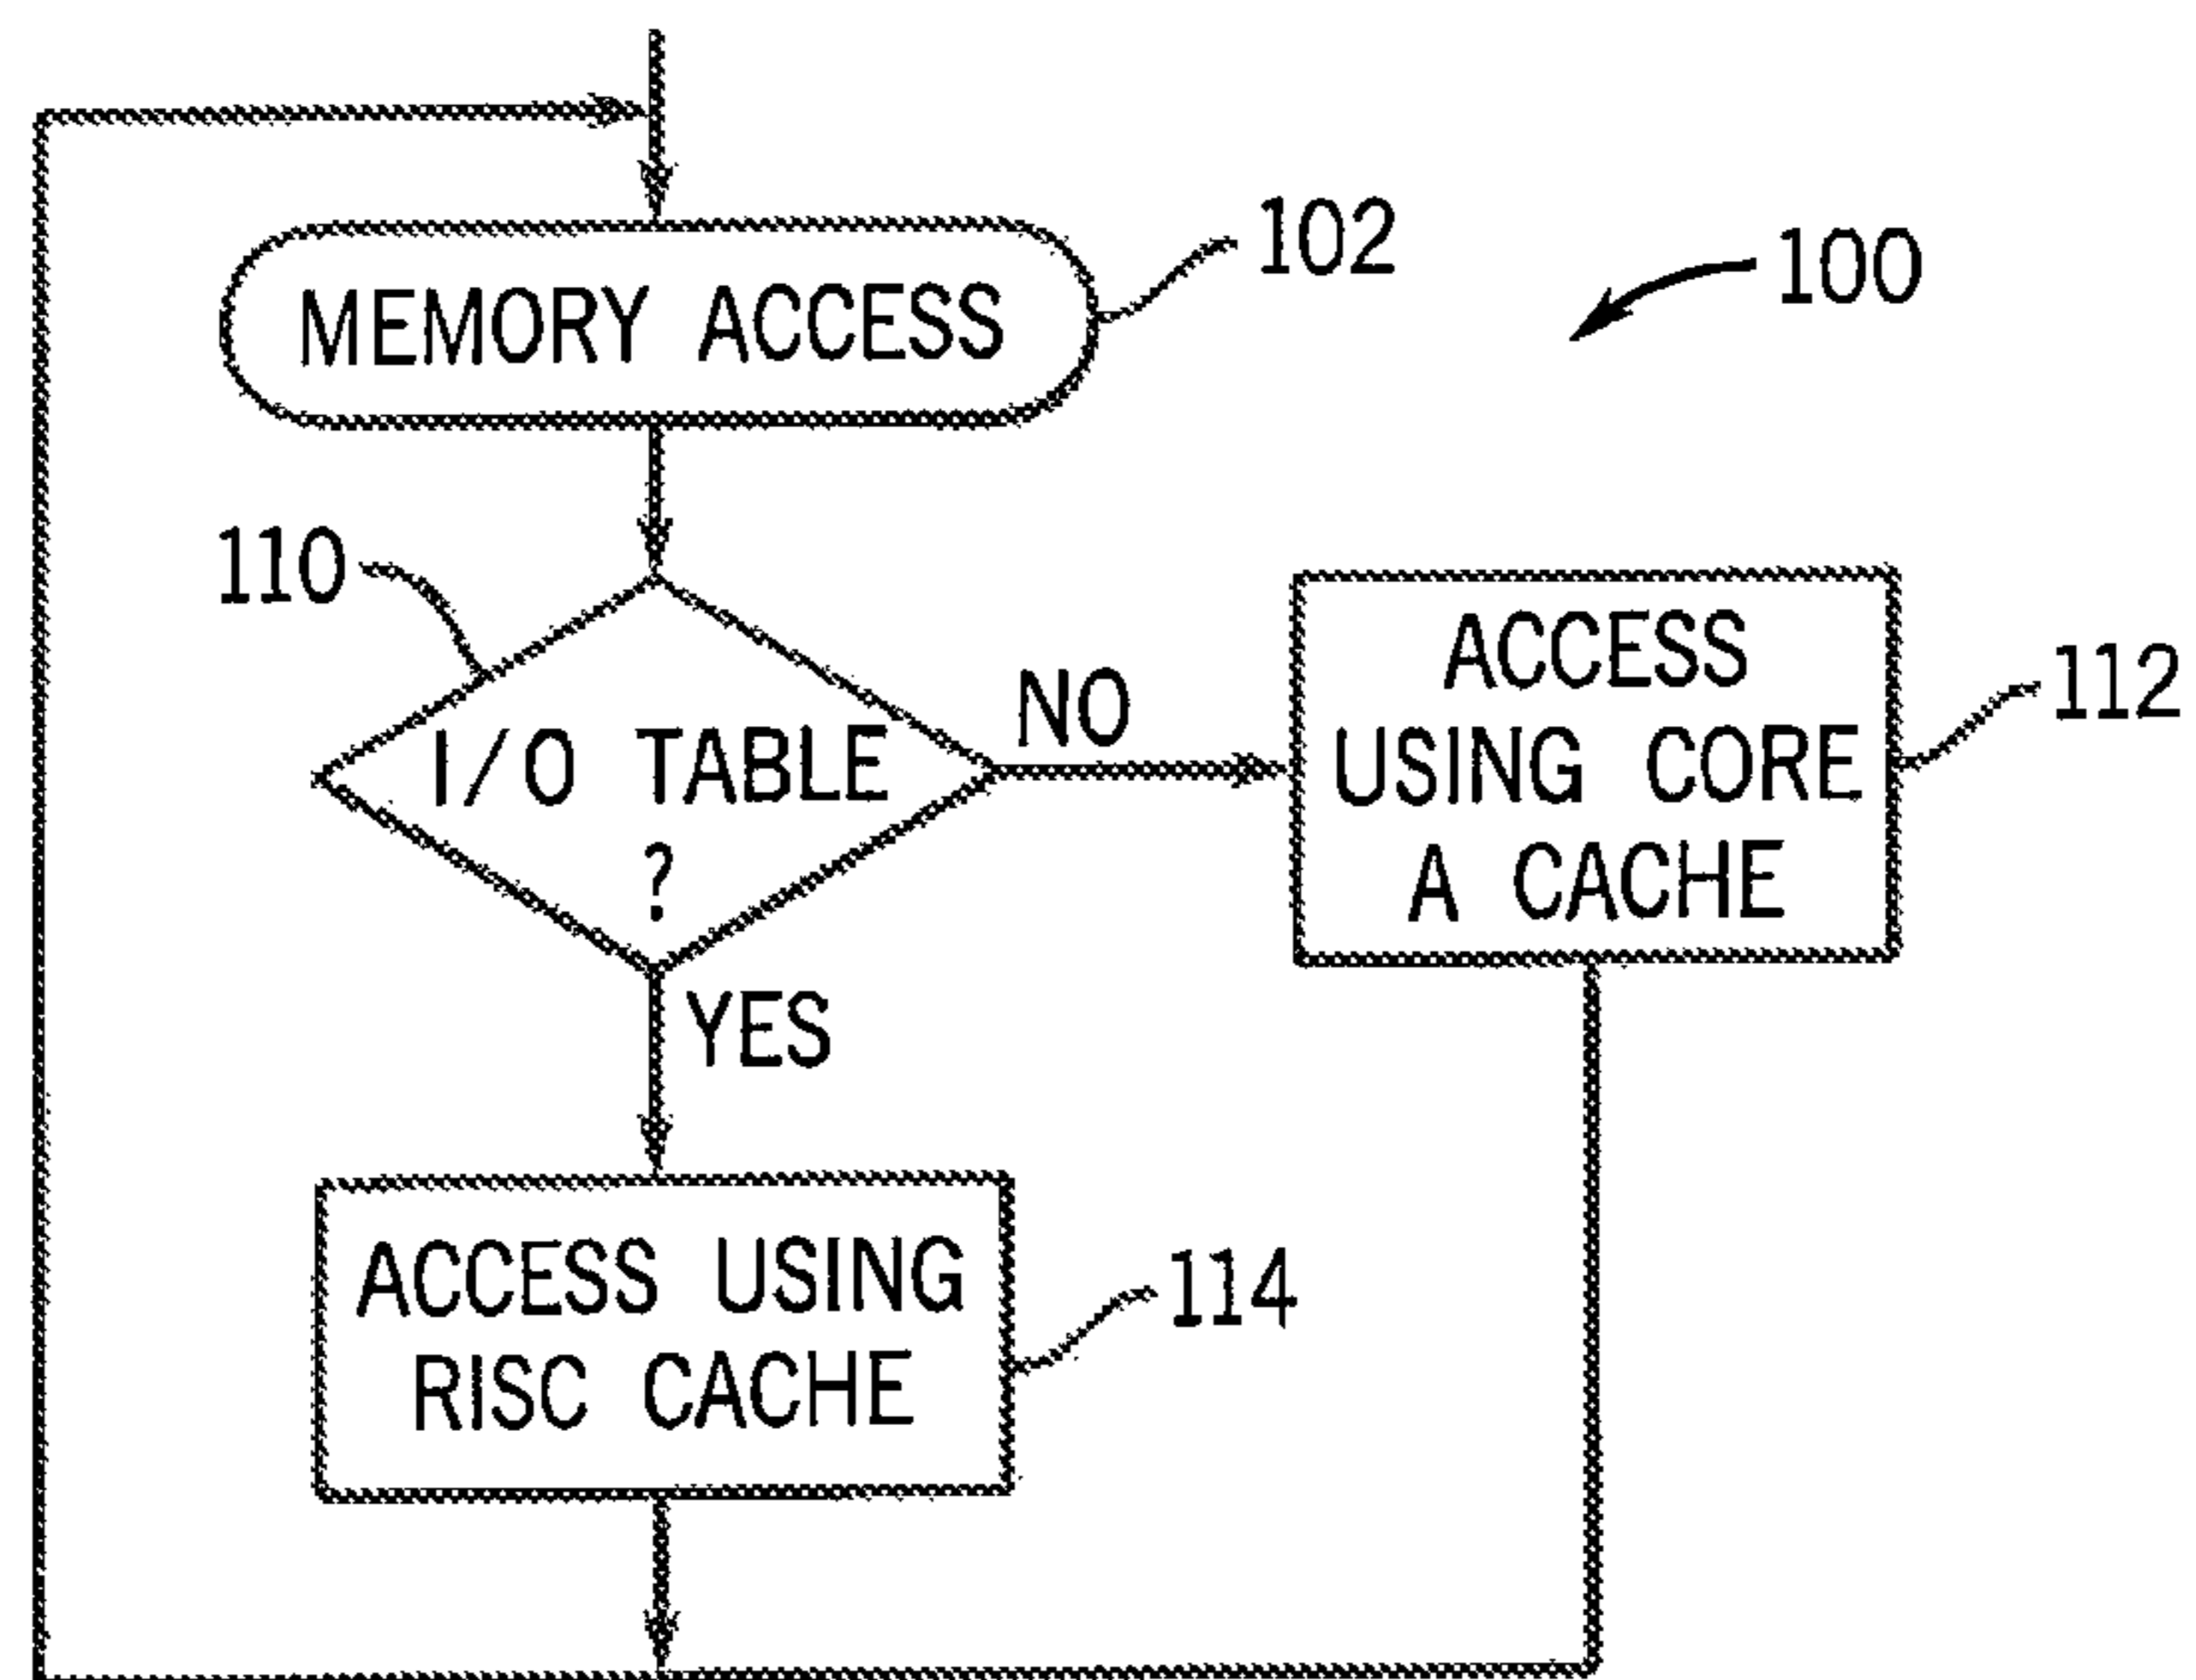 102
MEMORY ACCESS
100
110
I/O TABLE
?
NO
ACCESS
USING CORE
A CACHE
112
YES
ACCESS USING
RISC CACHE
114